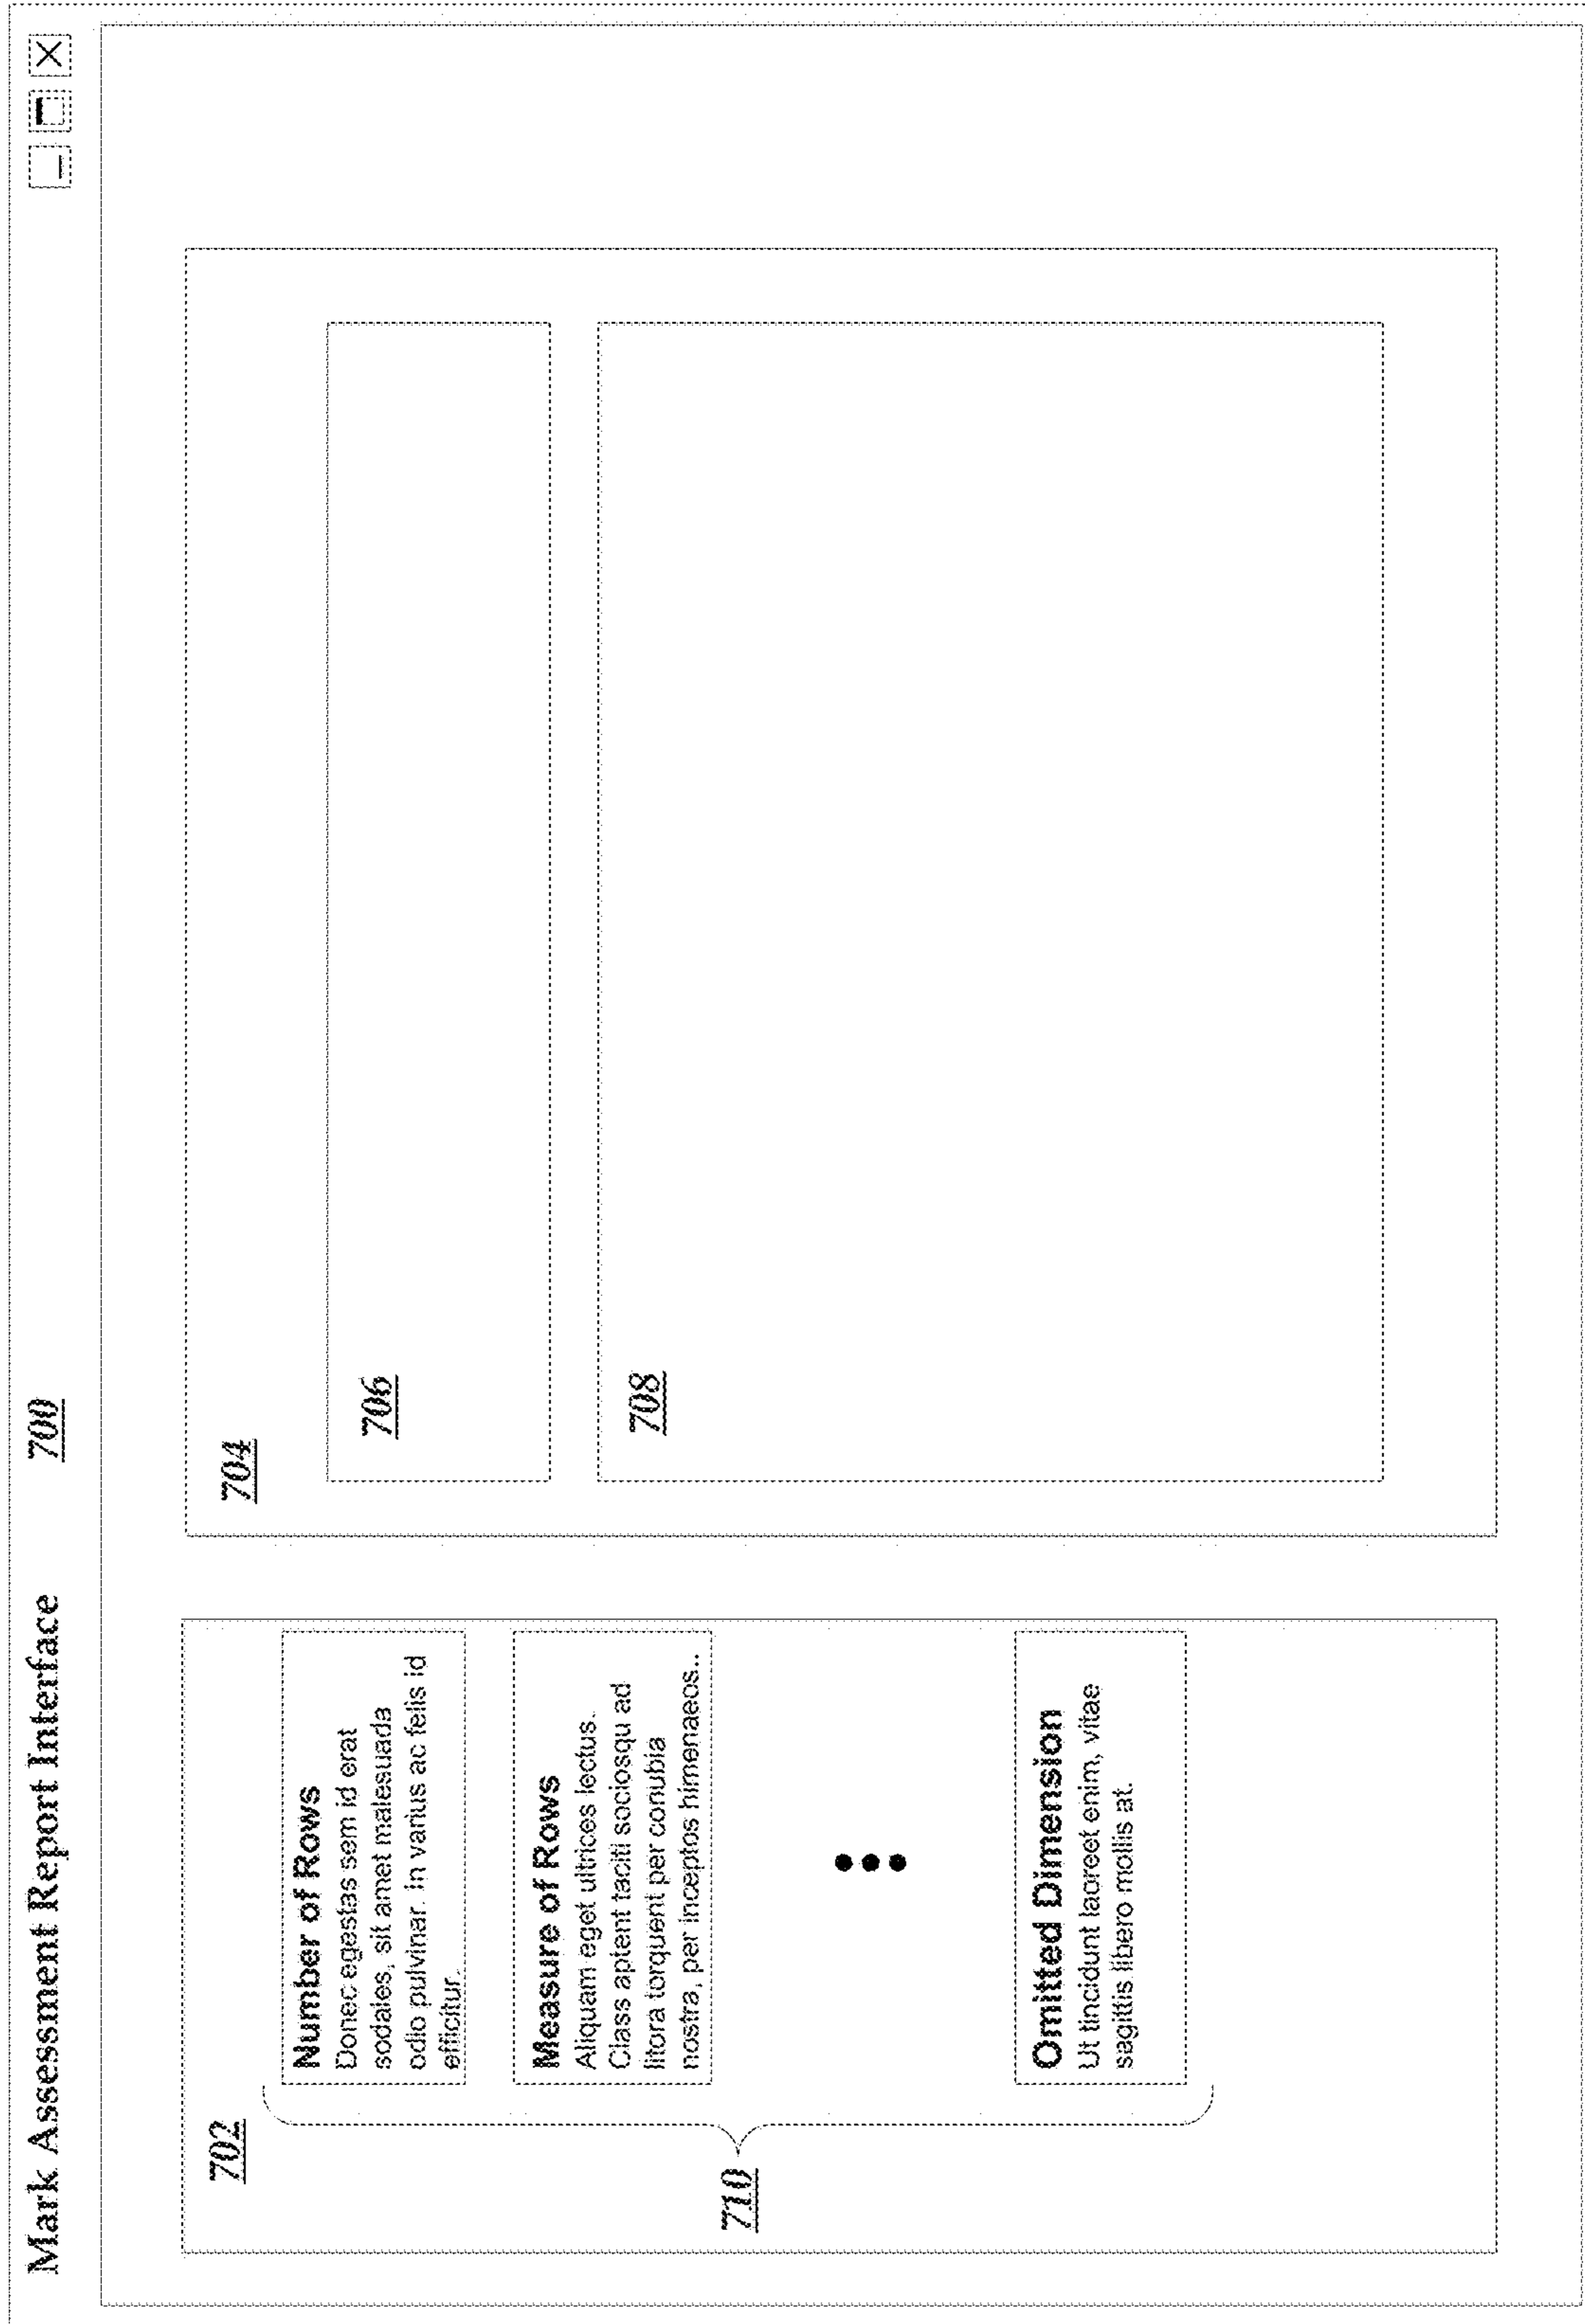 Mark Assessment Report Interface 700
702
Number of Rows
Donec egestas sem id erat
sodales, sit amet malesuada
odio pulvinar. In varius ac felis id
efficitur.
Measure of Rows
Aliquam eget ultrices lectus.
Class aptent taciti sociosqu ad
litora torquent per conubia
nostra, per inceptos himenaeos..
710
Omitted Dimension
Ut tincidunt laoreet enim, vitae
sagittis libero mollis at.
704
706
708